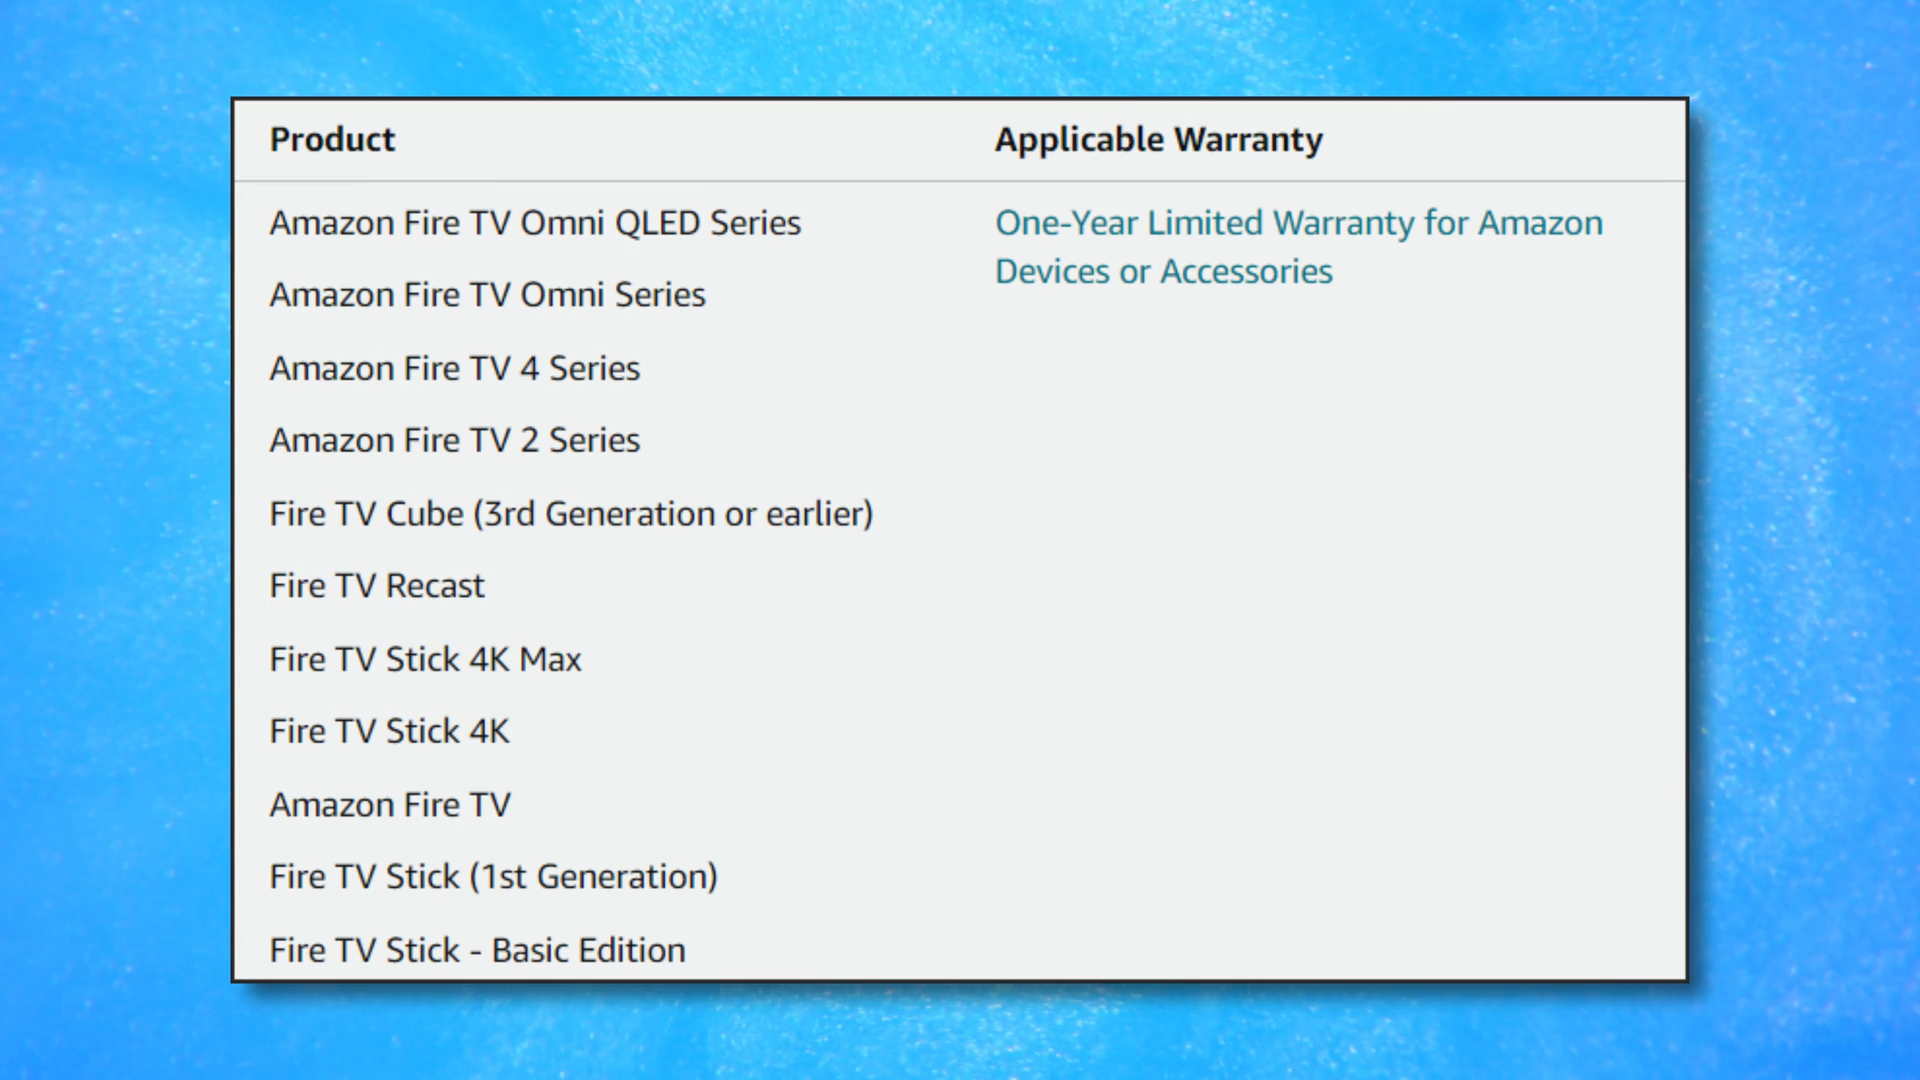 Product
Applicable Warranty
Amazon Fire TV Omni QLED Series
One-Year Limited Warranty for Amazon
Devices or Accessories
Amazon Fire TV Omni Series
Amazon Fire TV 4 Series
Amazon Fire TV 2 Series
Fire TV Cube (3rd Generation or earlier)
Fire TV Recast
Fire TV Stick 4K Max
Fire TV Stick 4K
Amazon Fire TV
Fire TV Stick (1st Generation)
Fire TV Stick - Basic Edition